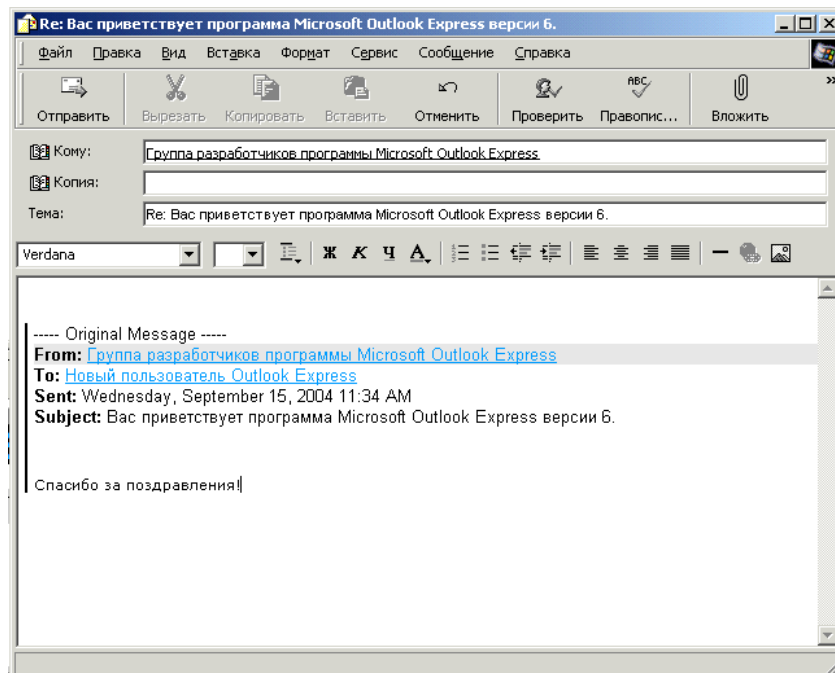 Re: Вас приветствует программа Microsoft Outlook Express версии 6.
Файл Правка Вид Вставка Формат Сервис Сообщение Справка
Отправить Вырезать Копировать Вставить Отменить Проверить Правопис... Вложить
Кому: Группа разработчиков программы Microsoft Outlook Express
Копия:
Тема: Re: Вас приветствует программа Microsoft Outlook Express версии 6.
Verdana Ж К Ч А
----- Original Message -----
From: Группа разработчиков программы Microsoft Outlook Express
To: Новый пользователь Outlook Express
Sent: Wednesday, September 15, 2004 11:34 AM
Subject: Вас приветствует программа Microsoft Outlook Express версии 6.
Спасибо за поздравления!